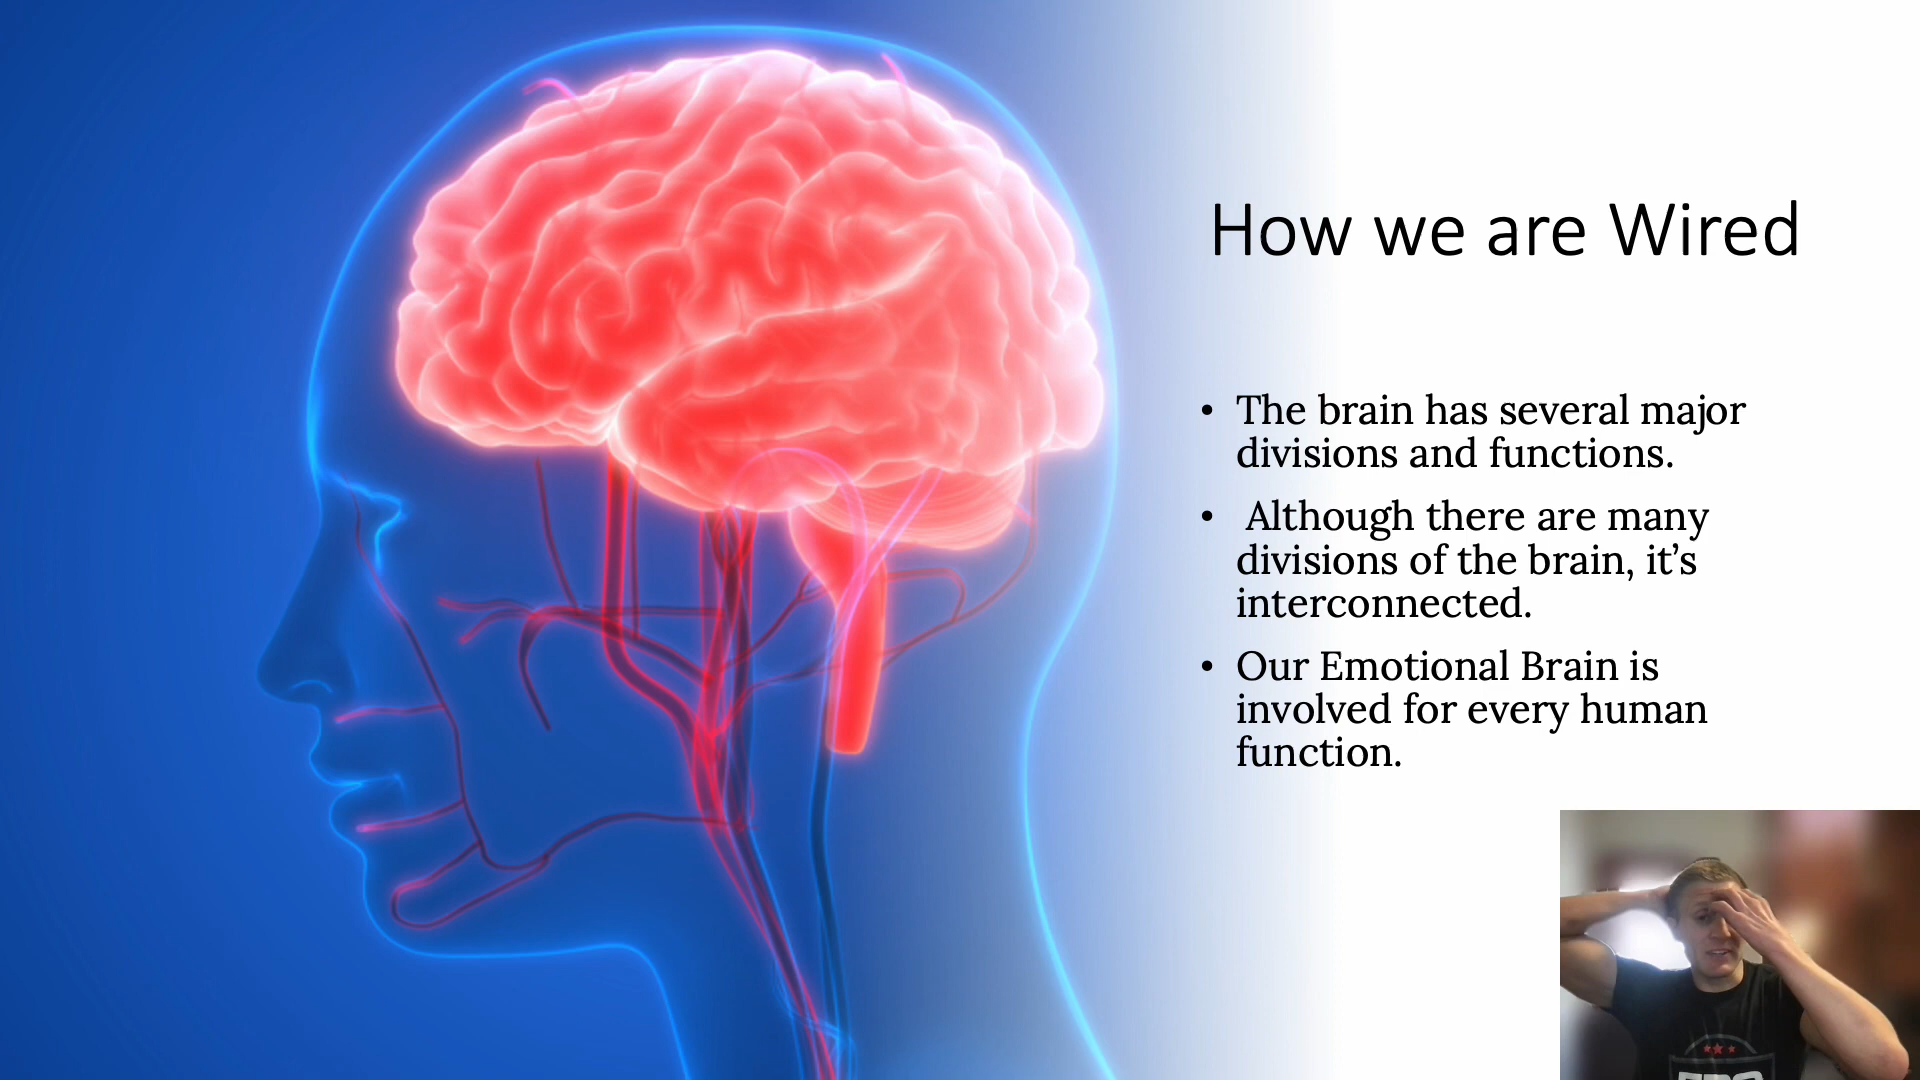 How we are Wired
• The brain has several major
divisions and functions.
• Although there are many
divisions of the brain, it’s
interconnected.
• Our Emotional Brain is
involved for every human
function.